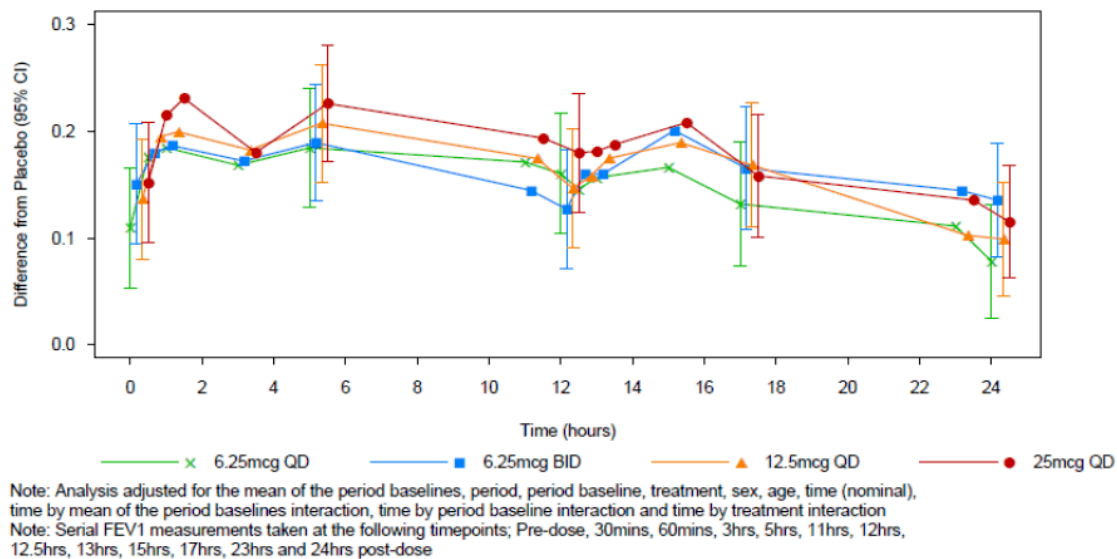 0.3
0.2
0.1
0.0
Difference from Placebo (95% CI)
0 2 4 6 8 10 12 14 16 18 20 22 24
Time (hours)
6.25mcg QD 6.25mcg BID 12.5mcg QD 25mcg QD
Note: Analysis adjusted for the mean of the period baselines, period, period baseline, treatment, sex, age, time (nominal),
time by mean of the period baselines interaction, time by period baseline interaction and time by treatment interaction
Note: Serial FEV1 measurements taken at the following timepoints; Pre-dose, 30mins, 60mins, 3hrs, 5hrs, 11hrs, 12hrs,
12.5hrs, 13hrs, 15hrs, 17hrs, 23hrs and 24hrs post-dose